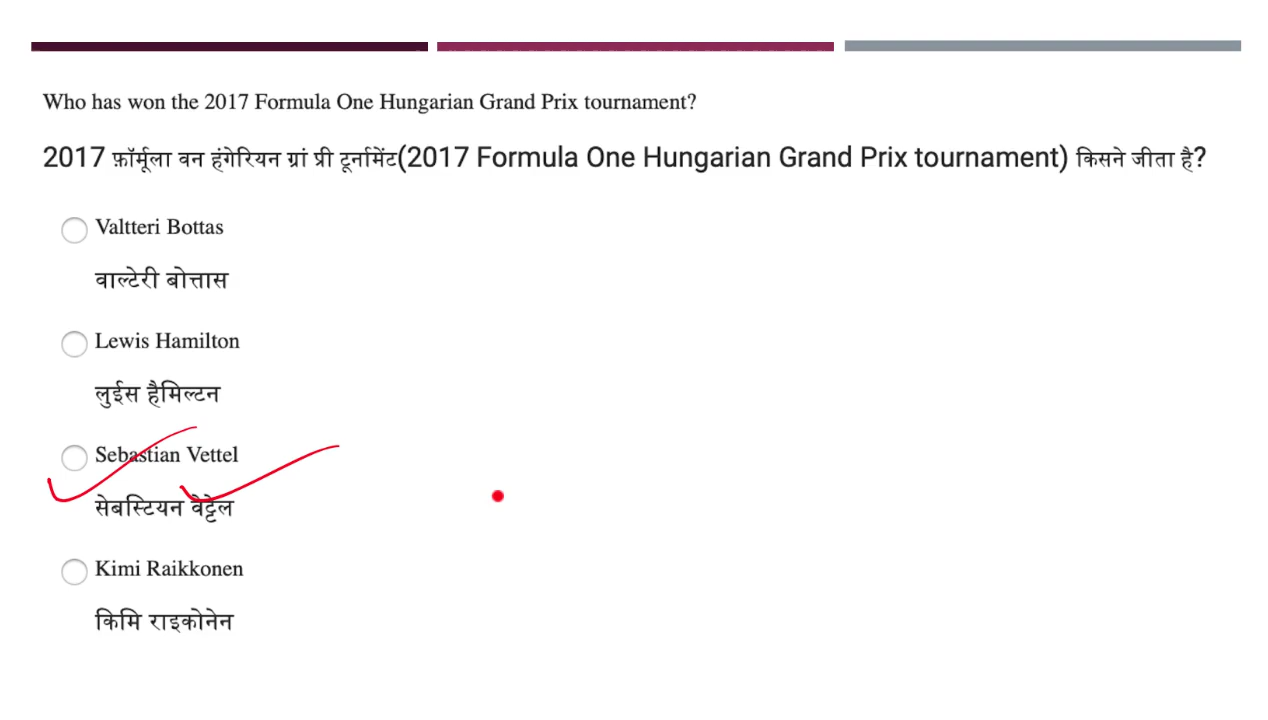 Who has won the 2017 Formula One Hungarian Grand Prix tournament?
2017 फ़ॉर्मूला वन हंगेरियन ग्रां प्री टूर्नामेंट(2017 Formula One Hungarian Grand Prix tournament) किसने जीता है?
Valtteri Bottas
वाल्टेरी बोत्तास
Lewis Hamilton
लुईस हैमिल्टन
Sebastian Vettel
सेबस्टियन वेट्टेल
Kimi Raikkonen
किमि राइकोनेन